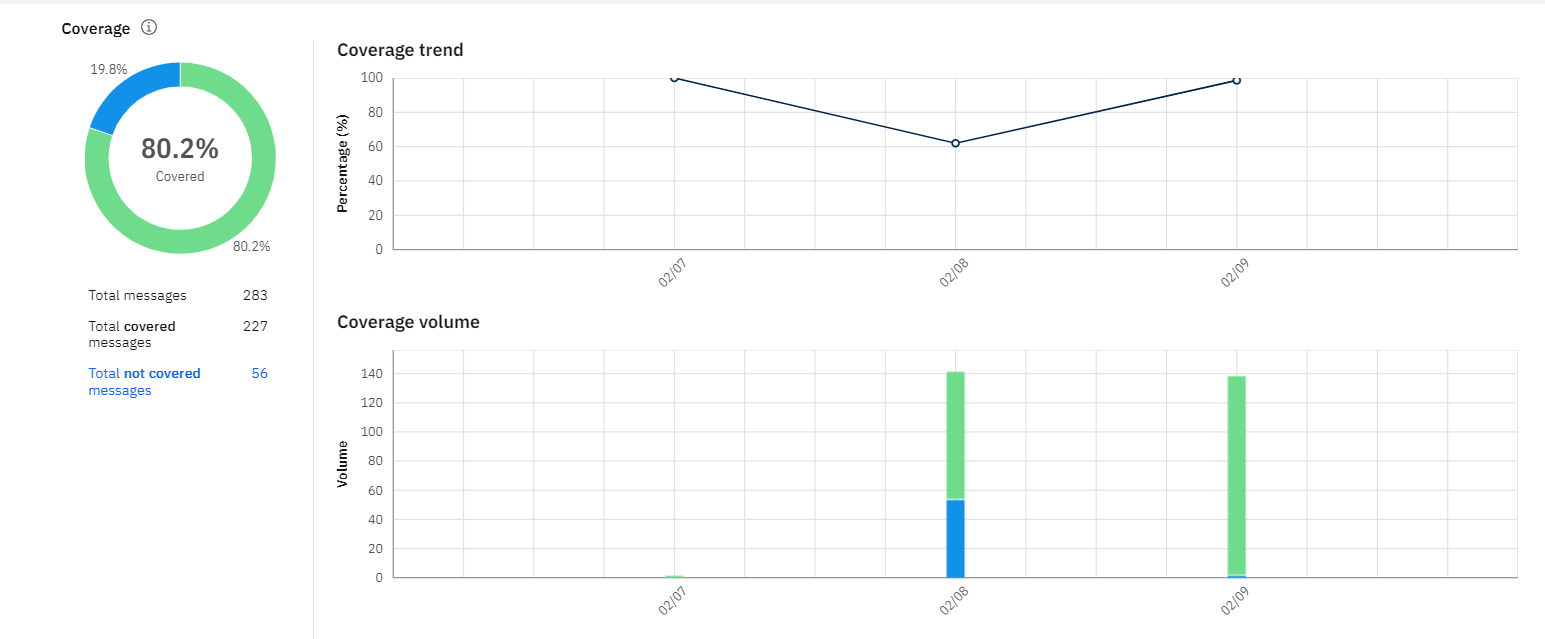 Coverage
19.8%
80.2%
Covered
80.2%
Total messages 283
Total covered 227
messages
Total not covered 56
messages
Coverage trend
Percentage (%)
100
80
60
40
20
0
02/07 02/08 02/09
Coverage volume
Volume
140
120
100
80
60
40
20
0
02/07 02/08 02/09